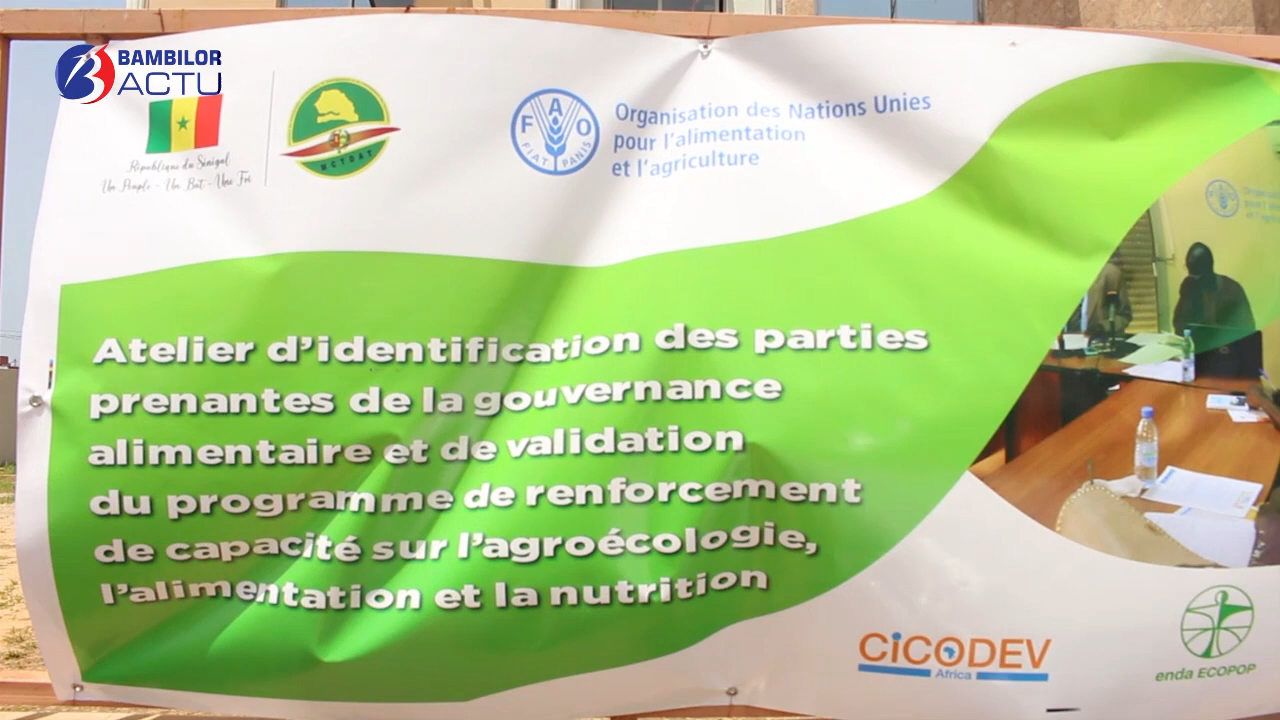 BAMBILOR
ACTU
République du Sénégal
Un Peuple - Un But - Une Foi
MCTDAT
FAO
FIAT PANIS
Organisation des Nations Unies
pour l'alimentation
et l'agriculture
Atelier d'identification des parties
prenantes de la gouvernance
alimentaire et de validation
du programme de renforcement
de capacité sur l'agroécologie,
l'alimentation et la nutrition
CiCODEV
Africa
enda ECOPOP